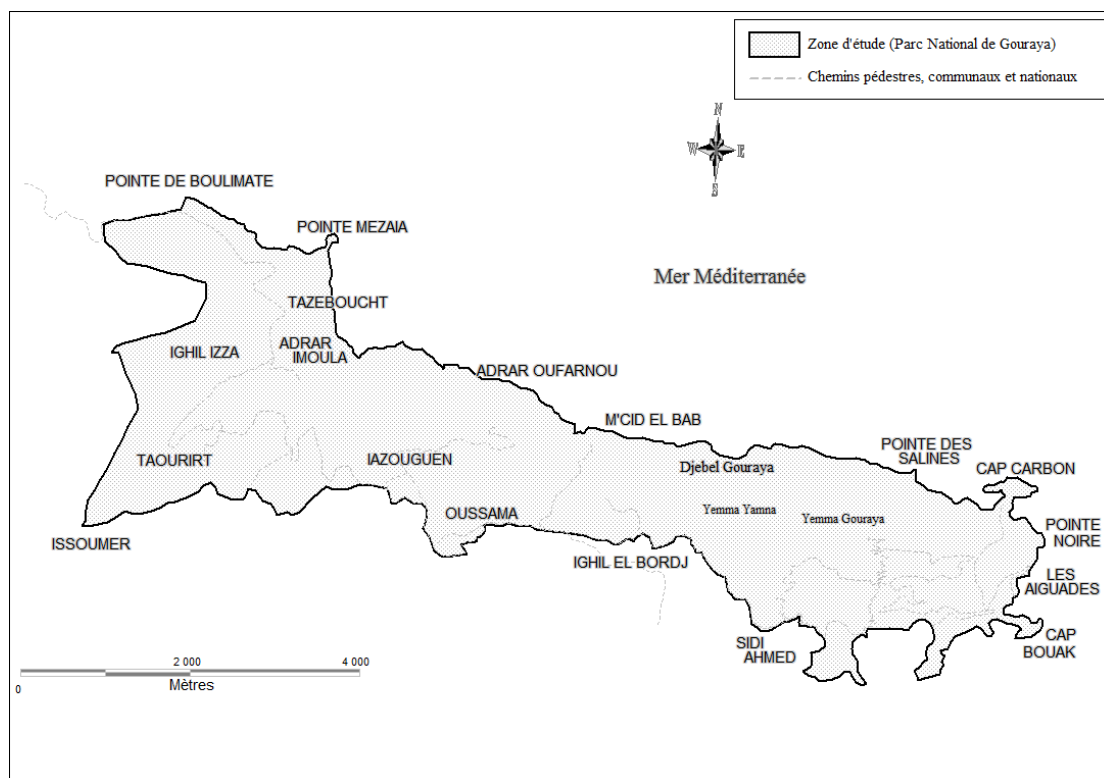 Zone d'étude (Parc National de Gouraya)
Chemins pédestres, communaux et nationaux
N
W E
S
POINTE DE BOULIMATE
POINTE MEZAIA
Mer Méditerranée
TAZEBOUCHT
IGHIL IZZA
ADRAR
IMOULA
ADRAR OUFARNOU
M'CID EL BAB
POINTE DES
SALINES
CAP CARBON
TAOURIRT
IAZOUGUEN
Djebel Gouraya
OUSSAMA
Yemma Yamna
Yemma Gouraya
POINTE
NOIRE
ISSOUMER
IGHIL EL BORDJ
LES
AIGUADES
SIDI
AHMED
CAP
BOUAK
2 000
4 000
0
Mètres